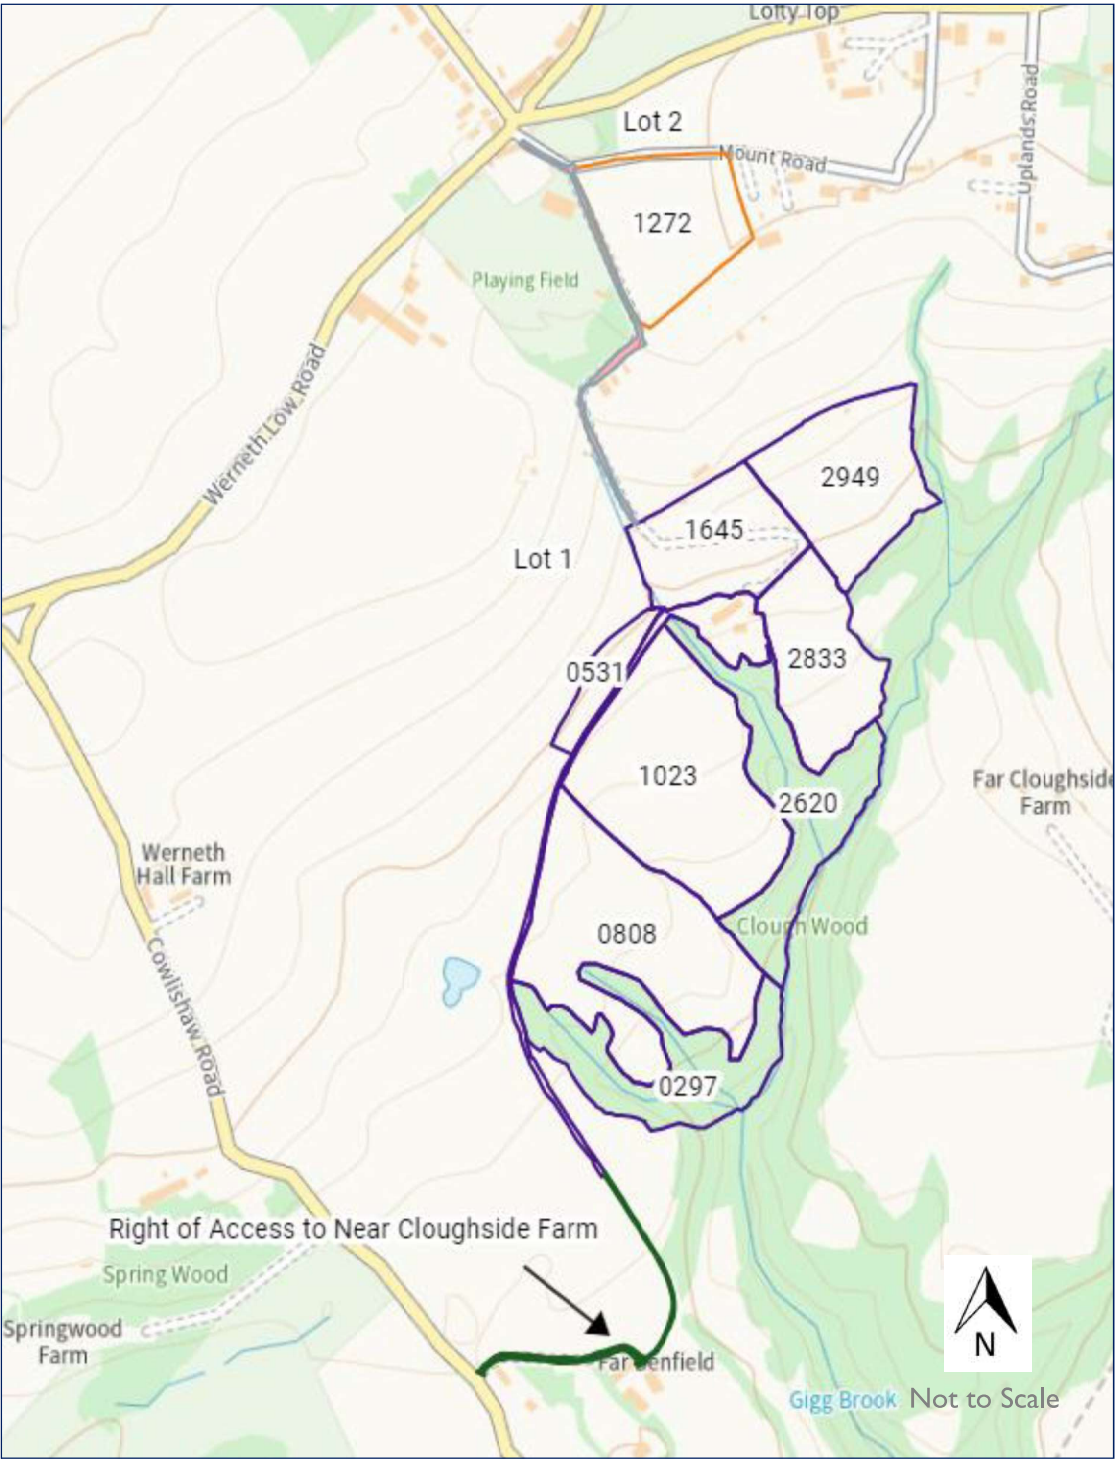 Lofty Top
Lot 2
Mount Road
Uplands Road
1272
Playing Field
Werneth Low Road
2949
1645
Lot 1
0531
2833
1023
2620
Far Cloughside
Farm
Werneth
Hall Farm
0808
Clough Wood
Cowlishaw Road
0297
Right of Access to Near Cloughside Farm
Spring Wood
Springwood
Farm
N
Far
Gigg Brook
Not to Scale